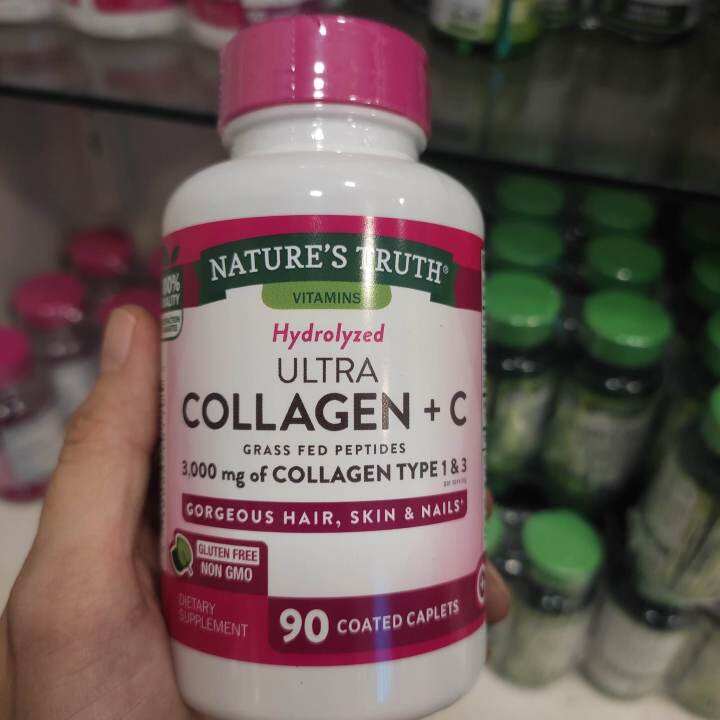 NATURE'S TRUTH®
VITAMINS
Hydrolyzed
ULTRA
COLLAGEN + C
GRASS FED PEPTIDES
3,000 mg of COLLAGEN TYPE 1 & 3
GORGEOUS HAIR, SKIN & NAILS*
GLUTEN FREE
NON GMO
DIETARY
SUPPLEMENT
90 COATED CAPLETS